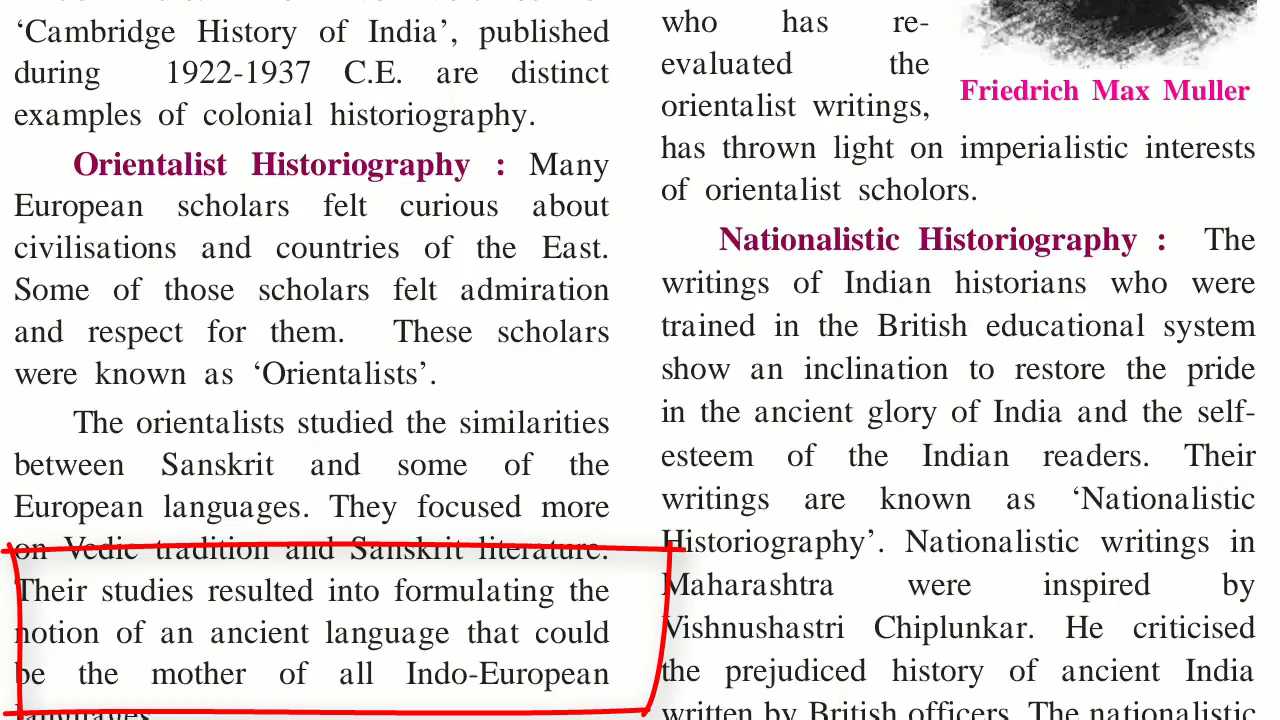 ‘Cambridge History of India’, published
during 1922-1937 C.E. are distinct
examples of colonial historiography.
Orientalist Historiography : Many
European scholars felt curious about
civilisations and countries of the East.
Some of those scholars felt admiration
and respect for them. These scholars
were known as ‘Orientalists’.
The orientalists studied the similarities
between Sanskrit and some of the
European languages. They focused more
on Vedic tradition and Sanskrit literature.
Their studies resulted into formulating the
notion of an ancient language that could
be the mother of all Indo-European
languages.
who has re-
evaluated the
orientalist writings,
has thrown light on imperialistic interests
of orientalist scholors.
Friedrich Max Muller
Nationalistic Historiography : The
writings of Indian historians who were
trained in the British educational system
show an inclination to restore the pride
in the ancient glory of India and the self-
esteem of the Indian readers. Their
writings are known as ‘Nationalistic
Historiography’. Nationalistic writings in
Maharashtra were inspired by
Vishnushastri Chiplunkar. He criticised
the prejudiced history of ancient India
written by British officers. The nationalistic